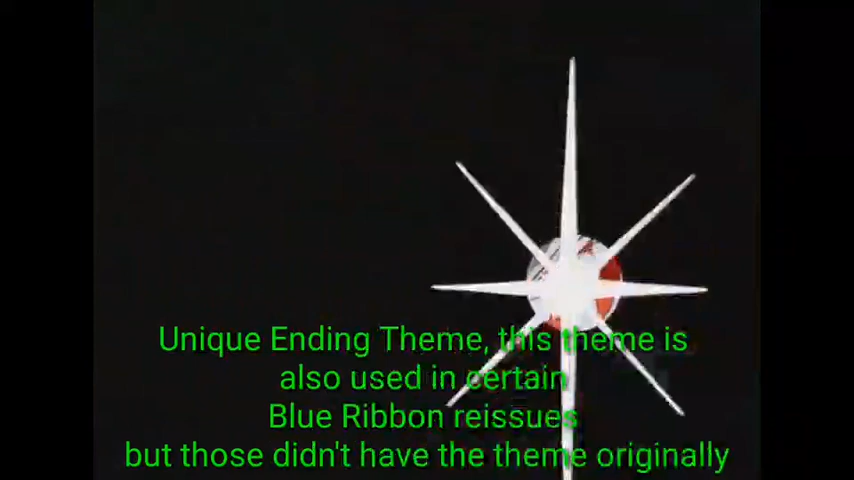 Unique Ending Theme, this theme is
also used in certain
Blue Ribbon reissues
but those didn't have the theme originally